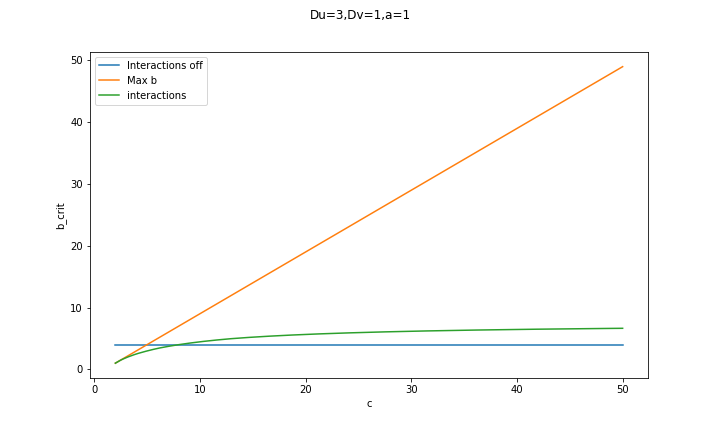 Du=3,Dv=1,a=1
Interactions off
Max b
interactions
b_crit
50
40
30
20
10
0
0 10 20 30 40 50
c